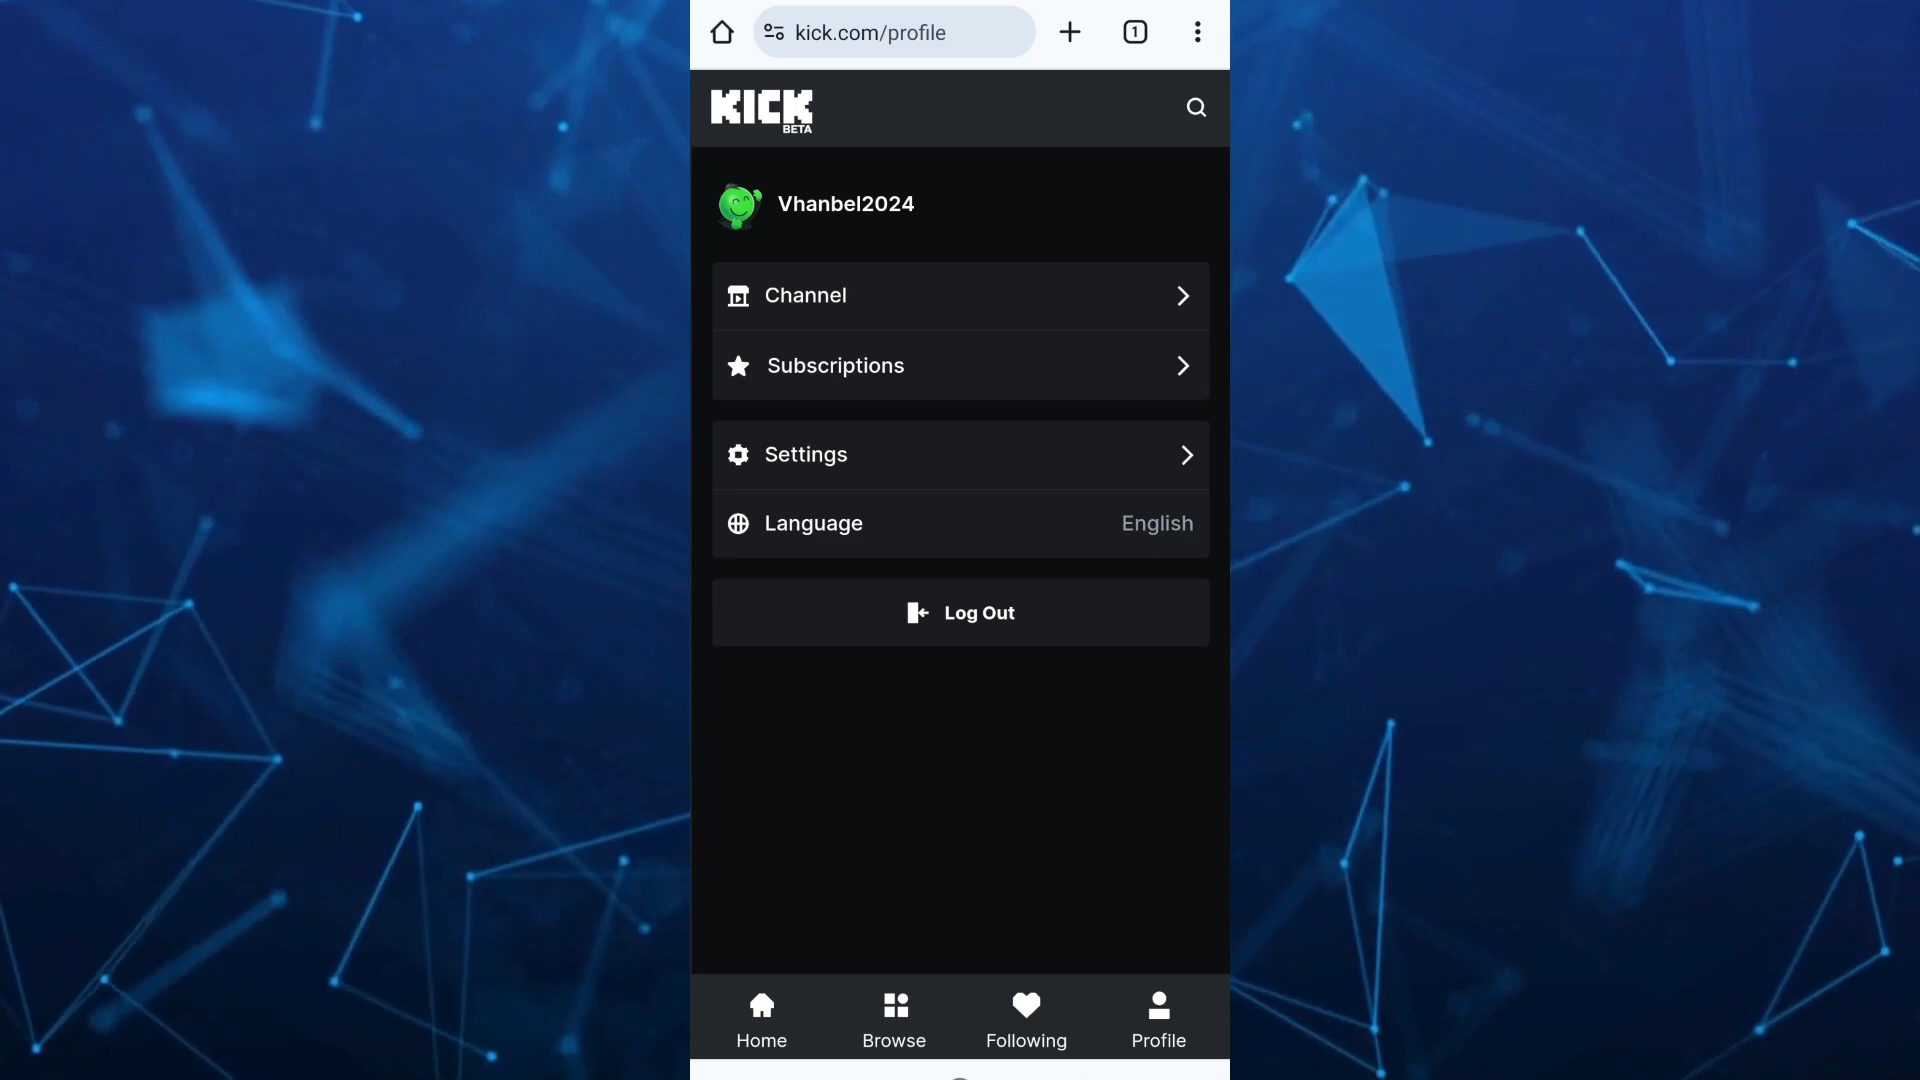 kick.com/profile
1
KICK
BETA
Vhanbel2024
Channel
Subscriptions
Settings
Language English
Log Out
Home Browse Following Profile